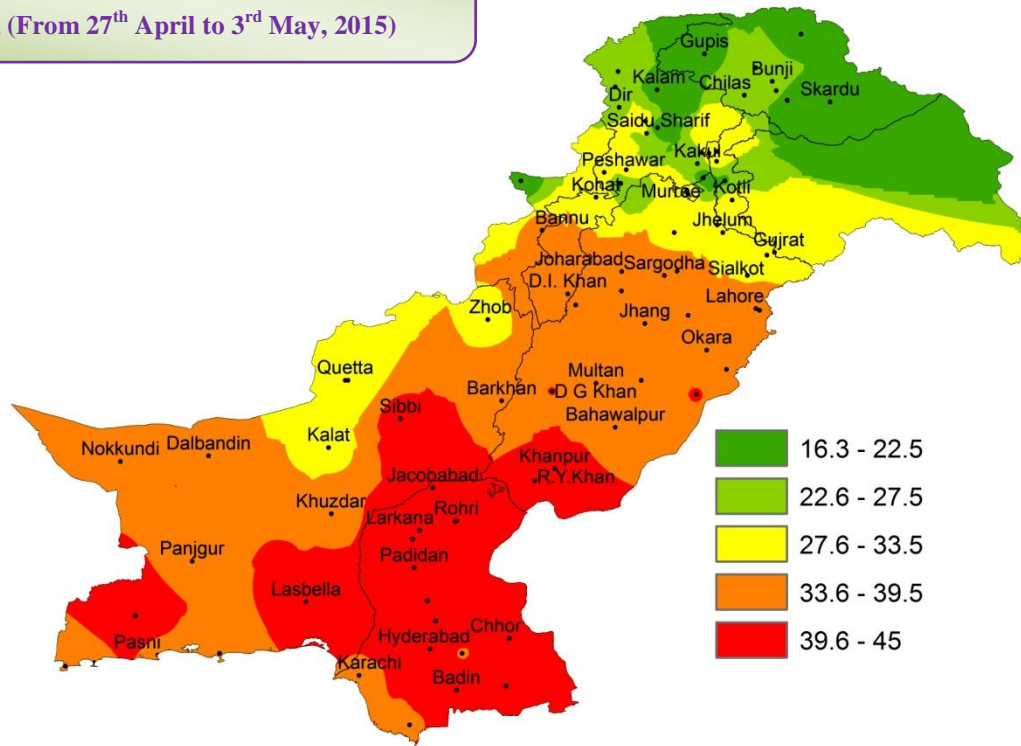 (From 27th April to 3rd May, 2015)
Gupis
Bunji
Kalam
Chilas
Skardu
Dir
Saidu Sharif
Kakul
Peshawar
Kohat
Murree
Kotli
Bannu
Jhelum
Gujrat
Joharabad
Sargodha
Sialkot
D.I. Khan
Lahore
Zhob
Jhang
Okara
Quetta
Multan
Barkhan
D G Khan
Sibbi
Bahawalpur
Kalat
Nokkundi
Dalbandin
Khanpur
Jacobabad
R.Y.Khan
Khuzdar
Rohri
Larkana
Panjgur
Padidan
Lasbella
Pasni
Hyderabad
Chhor
Karachi
Badin
16.3 - 22.5
22.6 - 27.5
27.6 - 33.5
33.6 - 39.5
39.6 - 45